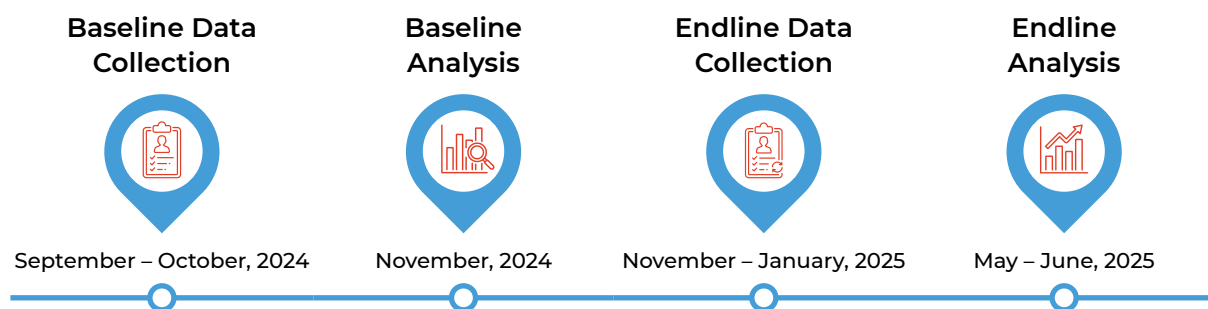 Baseline Data
Collection
Baseline
Analysis
Endline Data
Collection
Endline
Analysis
September – October, 2024
November, 2024
November – January, 2025
May – June, 2025